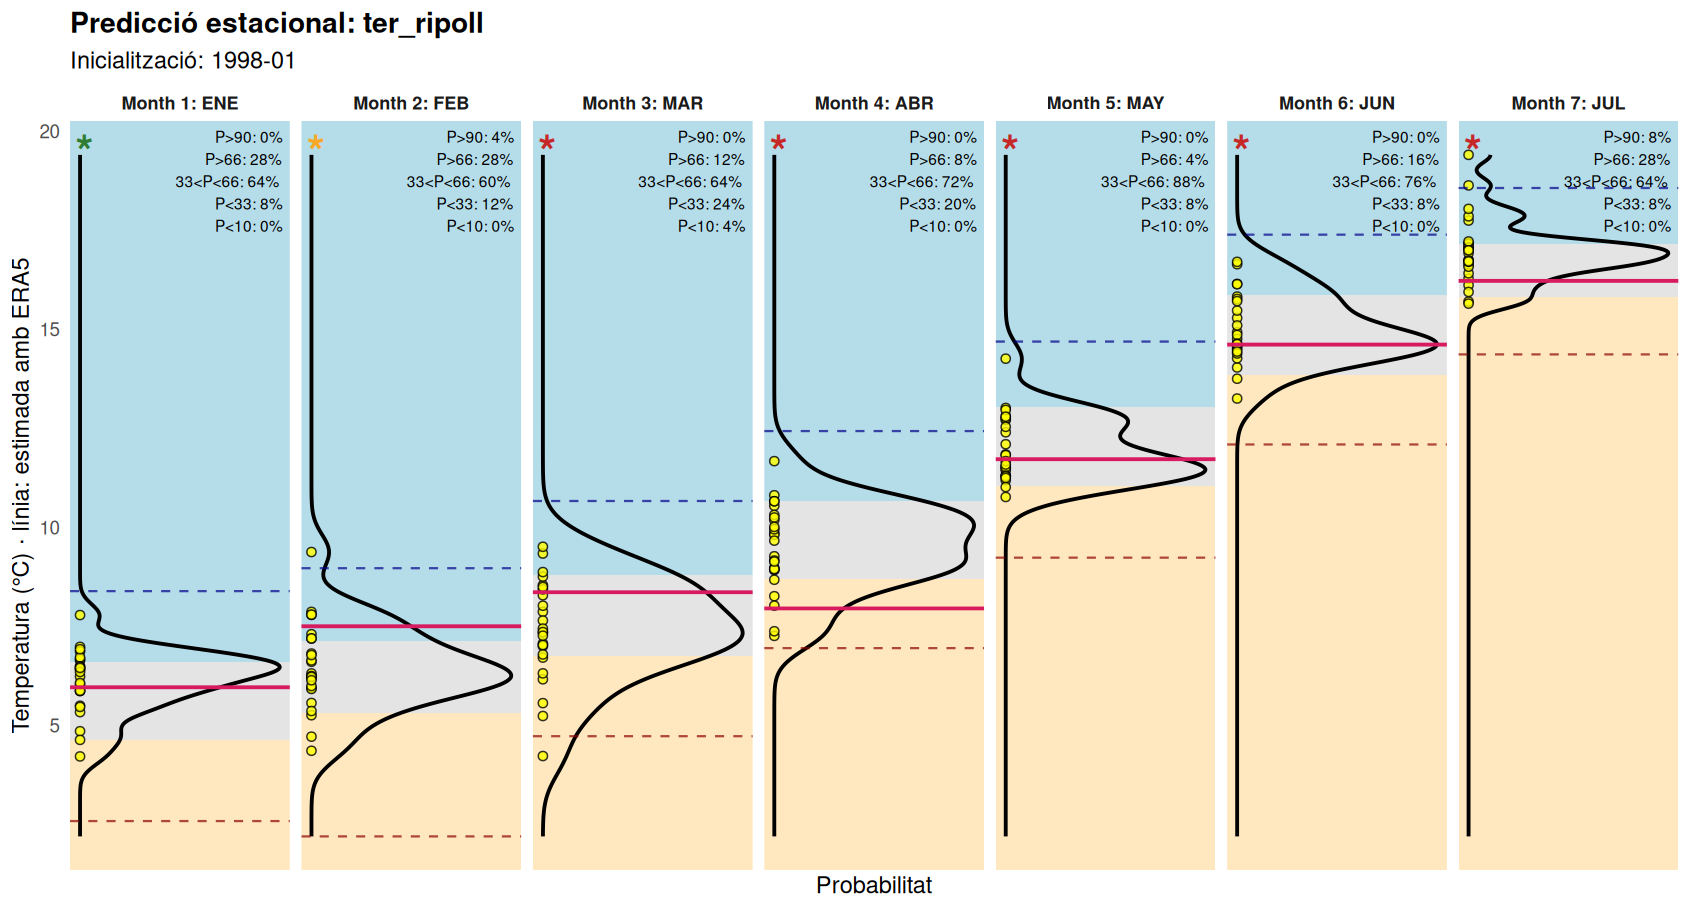 Predicció estacional: ter_ripoll
Inicialització: 1998-01
Month 1: ENE
Month 2: FEB
Month 3: MAR
Month 4: ABR
Month 5: MAY
Month 6: JUN
Month 7: JUL
P>90: 0%
P>66: 28%
33<P<66: 64%
P<33: 8%
P<10: 0%
P>90: 4%
P>66: 28%
33<P<66: 60%
P<33: 12%
P<10: 0%
P>90: 0%
P>66: 12%
33<P<66: 64%
P<33: 24%
P<10: 4%
P>90: 0%
P>66: 8%
33<P<66: 72%
P<33: 20%
P<10: 0%
P>90: 0%
P>66: 4%
33<P<66: 88%
P<33: 8%
P<10: 0%
P>90: 0%
P>66: 16%
33<P<66: 76%
P<33: 8%
P<10: 0%
P>90: 8%
P>66: 28%
33<P<66: 64%
P<33: 8%
P<10: 0%
20
15
10
5
Temperatura (°C) · línia: estimada amb ERA5
Probabilitat